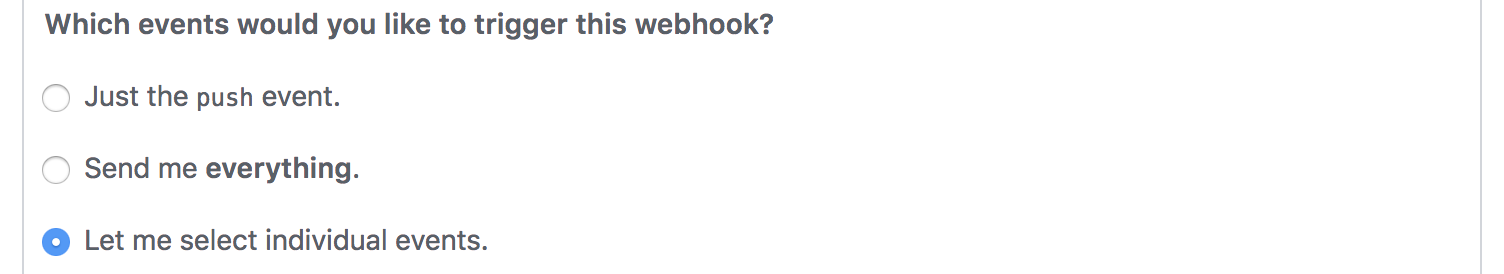 Which events would you like to trigger this webhook?
Just the push event.
Send me everything.
Let me select individual events.